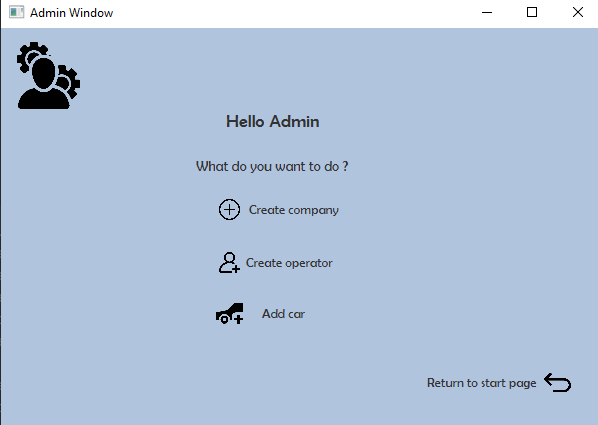 Admin Window
Hello Admin
What do you want to do ?
Create company
Create operator
Add car
Return to start page